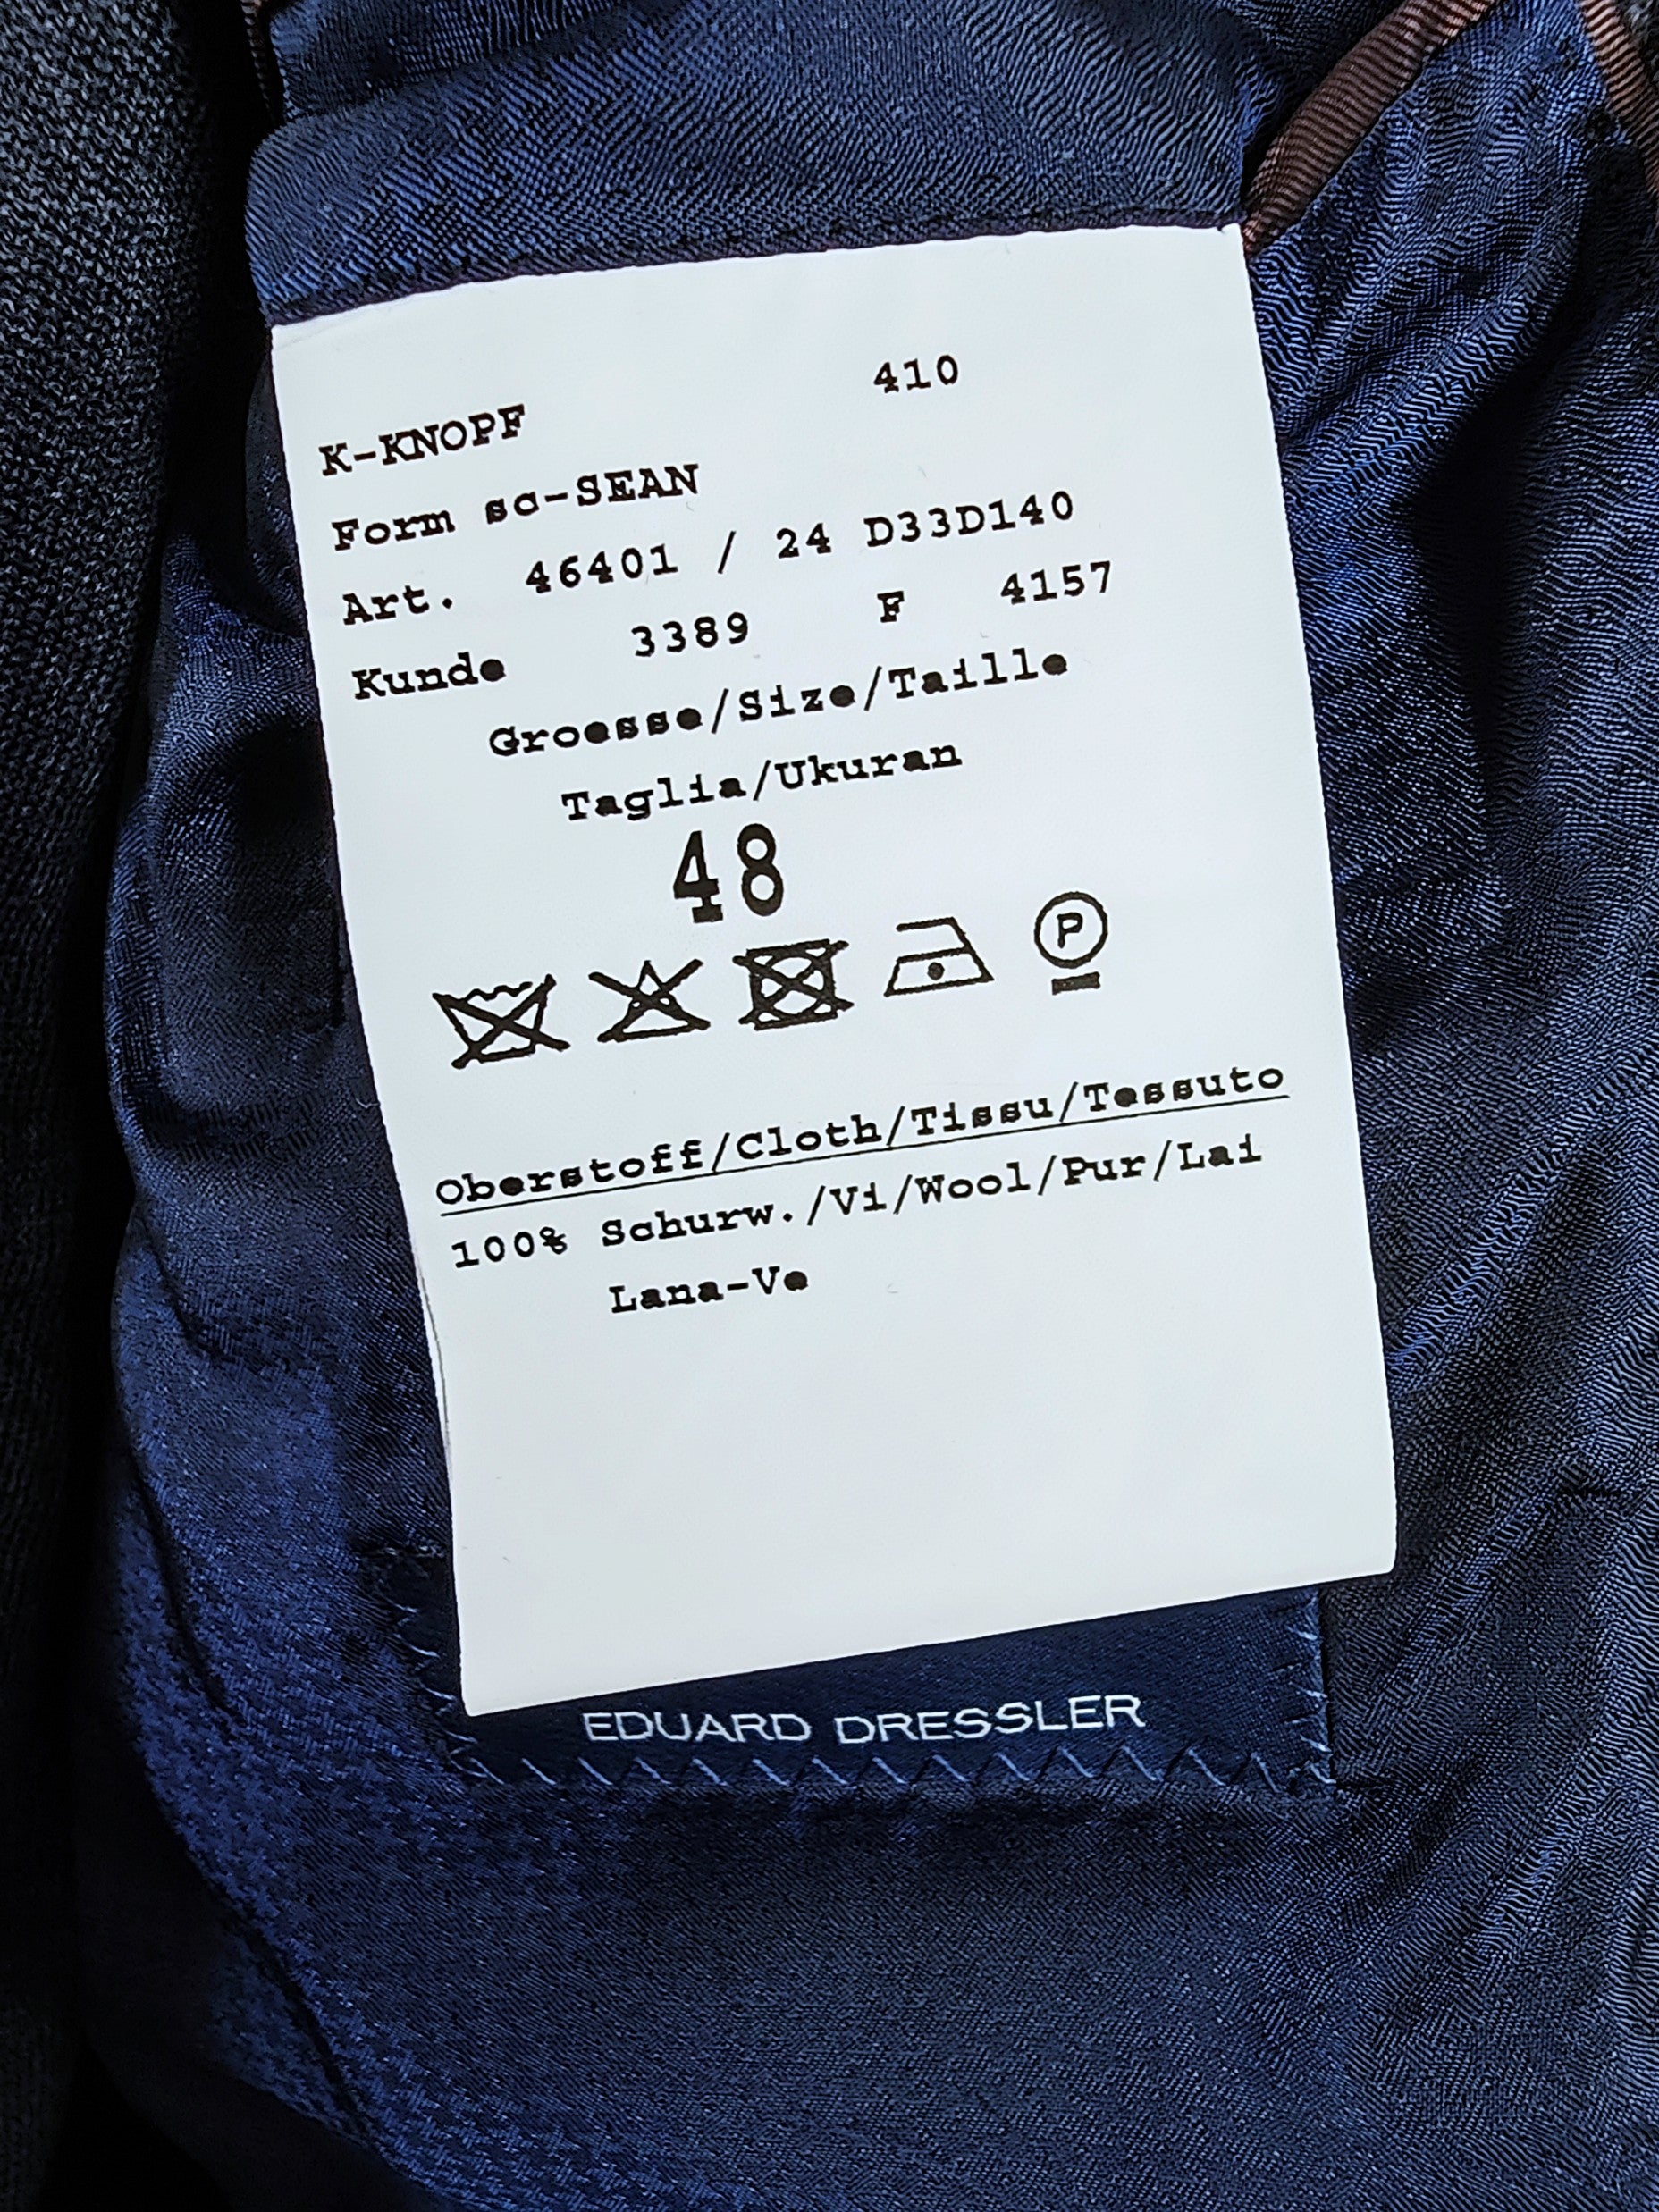 410
K-KNOPF
Form sc-SEAN
Art. 46401 / 24 D33D140
Kunde 3389 F 4157
Groesse/Size/Taille
Taglia/Ukuran
48
P
Oberstoff/Cloth/Tissu/Tessuto
100% Schurw./Vi/Wool/Pur/Lai
Lana-Ve
EDUARD DRESSLER